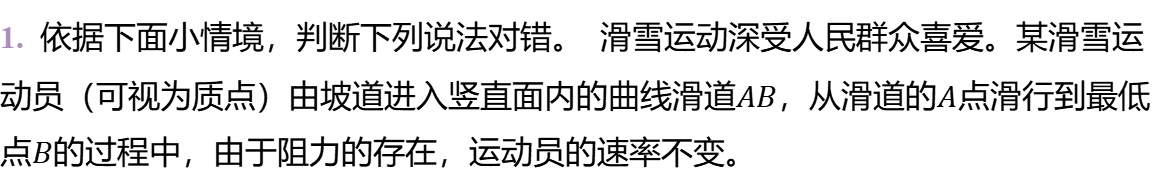 1. 依据下面小情境，判断下列说法对错。 滑雪运动深受人民群众喜爱。某滑雪运
动员（可视为质点）由坡道进入竖直面内的曲线滑道AB，从滑道的A点滑行到最低
点B的过程中，由于阻力的存在，运动员的速率不变。